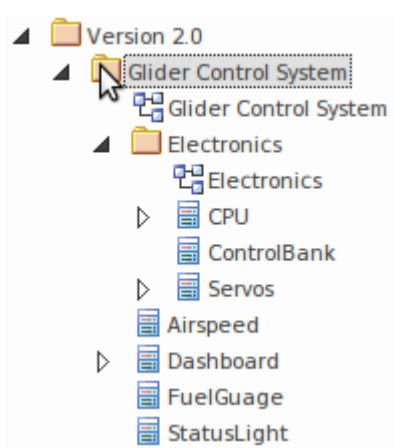 Version 2.0
Glider Control System
Glider Control System
Electronics
Electronics
CPU
ControlBank
Servos
Airspeed
Dashboard
FuelGuage
StatusLight